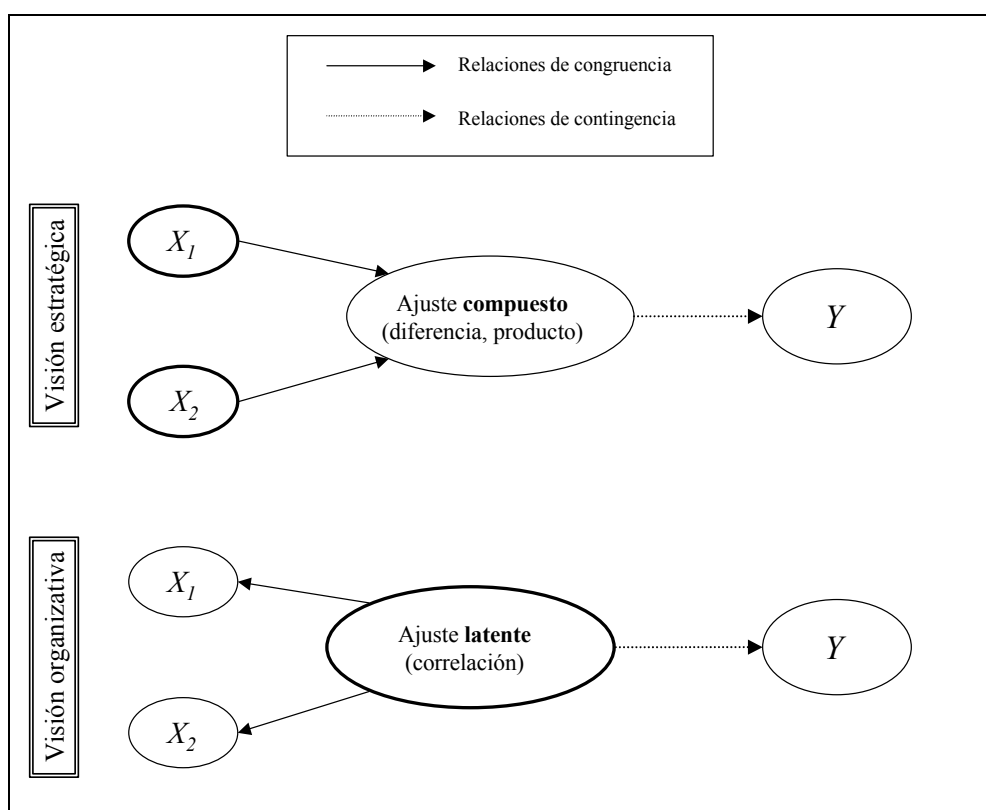 Relaciones de congruencia
Relaciones de contingencia
Visión estratégica
X1
X2
Ajuste compuesto
(diferencia, producto)
Y
Visión organizativa
X1
X2
Ajuste latente
(correlación)
Y